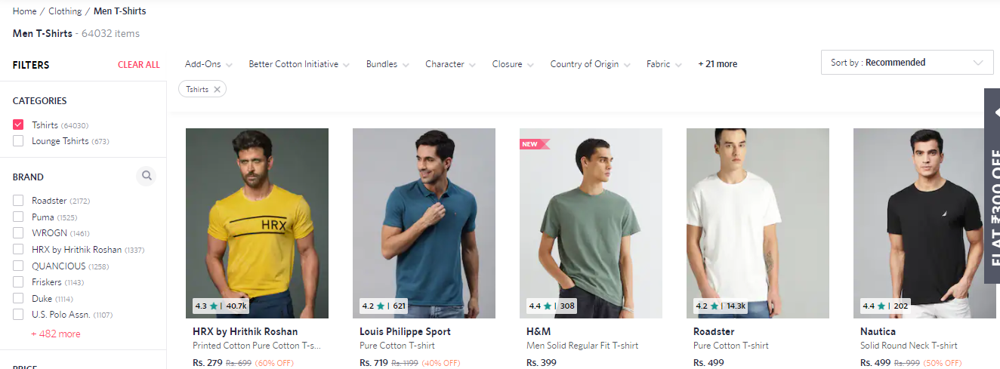 Home / Clothing / Men T-Shirts
Men T-Shirts - 64032 items
FILTERS
CLEAR ALL
Add-Ons
Better Cotton Initiative
Bundles
Character
Closure
Country of Origin
Fabric
+ 21 more
Sort by : Recommended
Tshirts
CATEGORIES
Tshirts (64030)
Lounge Tshirts (673)
BRAND
Roadster (2172)
Puma (1525)
WROGN (1461)
HRX by Hrithik Roshan (1337)
QUANCIOUS (1258)
Friskers (1143)
Duke (1114)
U.S. Polo Assn. (1107)
+ 482 more
HRX
4.3 ★ | 40.7k
HRX by Hrithik Roshan
Printed Cotton Pure Cotton T-s...
Rs. 279 Rs. 699 (60% OFF)
4.2 ★ | 621
Louis Philippe Sport
Pure Cotton T-shirt
Rs. 719 Rs. 1199 (40% OFF)
NEW
4.4 ★ | 308
H&M
Men Solid Regular Fit T-shirt
Rs. 399
4.2 ★ | 14.3k
Roadster
Pure Cotton T-shirt
Rs. 499
4.4 ★ | 202
Nautica
Solid Round Neck T-shirt
Rs. 499 Rs. 999 (50% OFF)
FLAT ₹300 OFF
PRICE